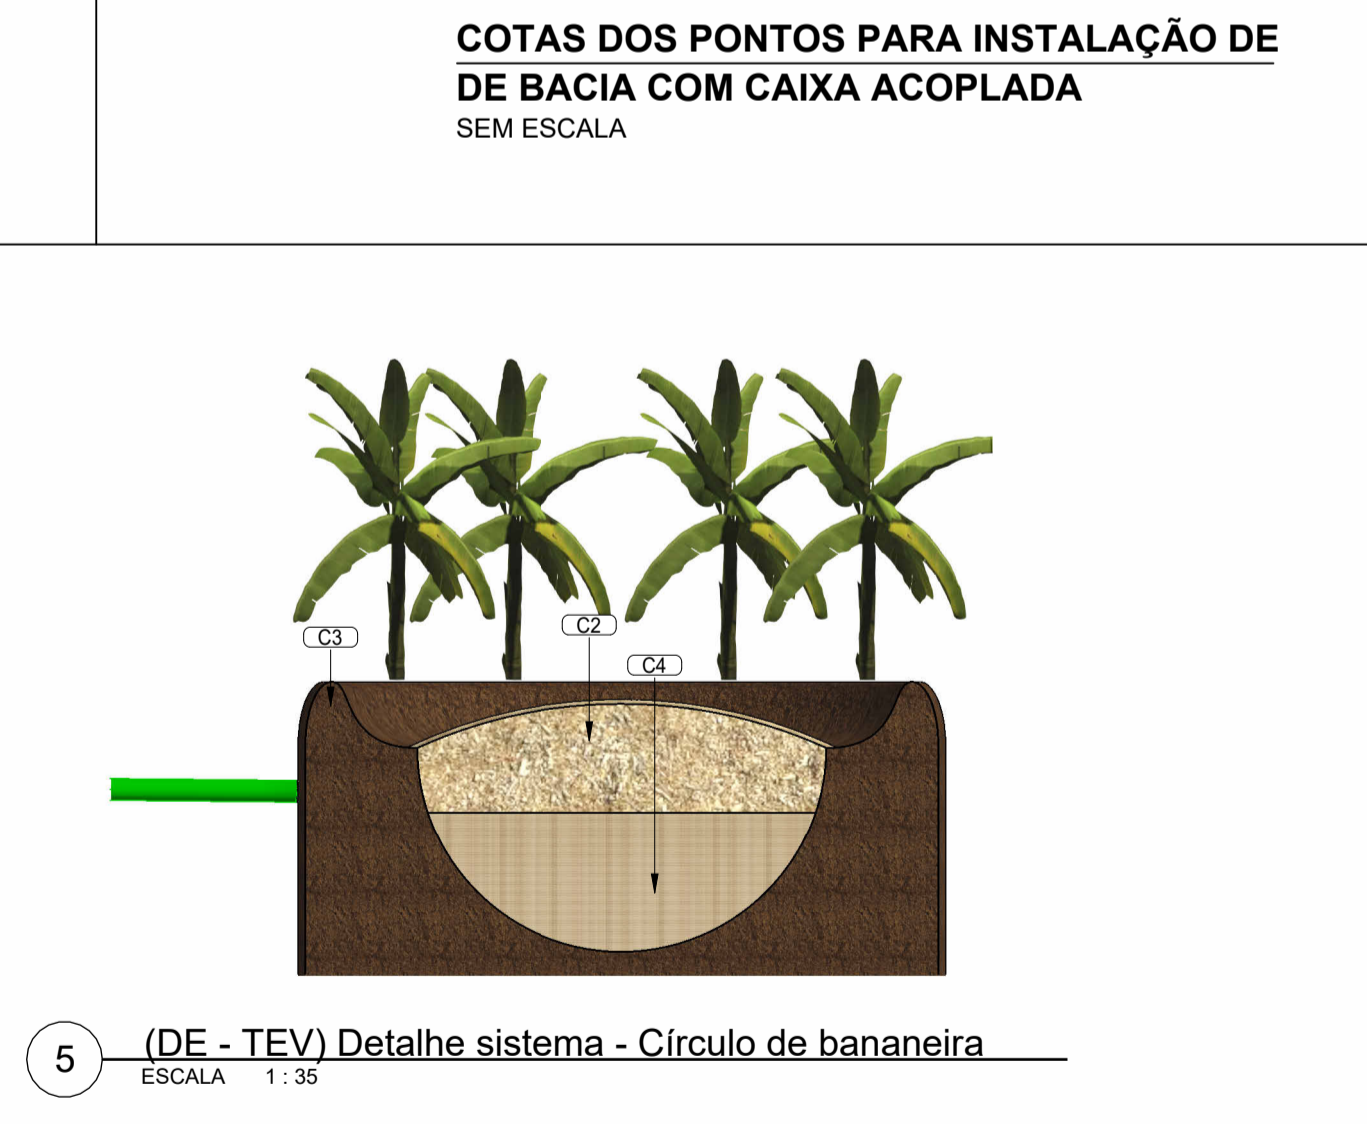 COTAS DOS PONTOS PARA INSTALAÇÃO DE
DE BACIA COM CAIXA ACOPLADA
SEM ESCALA
C3
C2
C4
5
(DE - TEV) Detalhe sistema - Círculo de bananeira
ESCALA 1 : 35